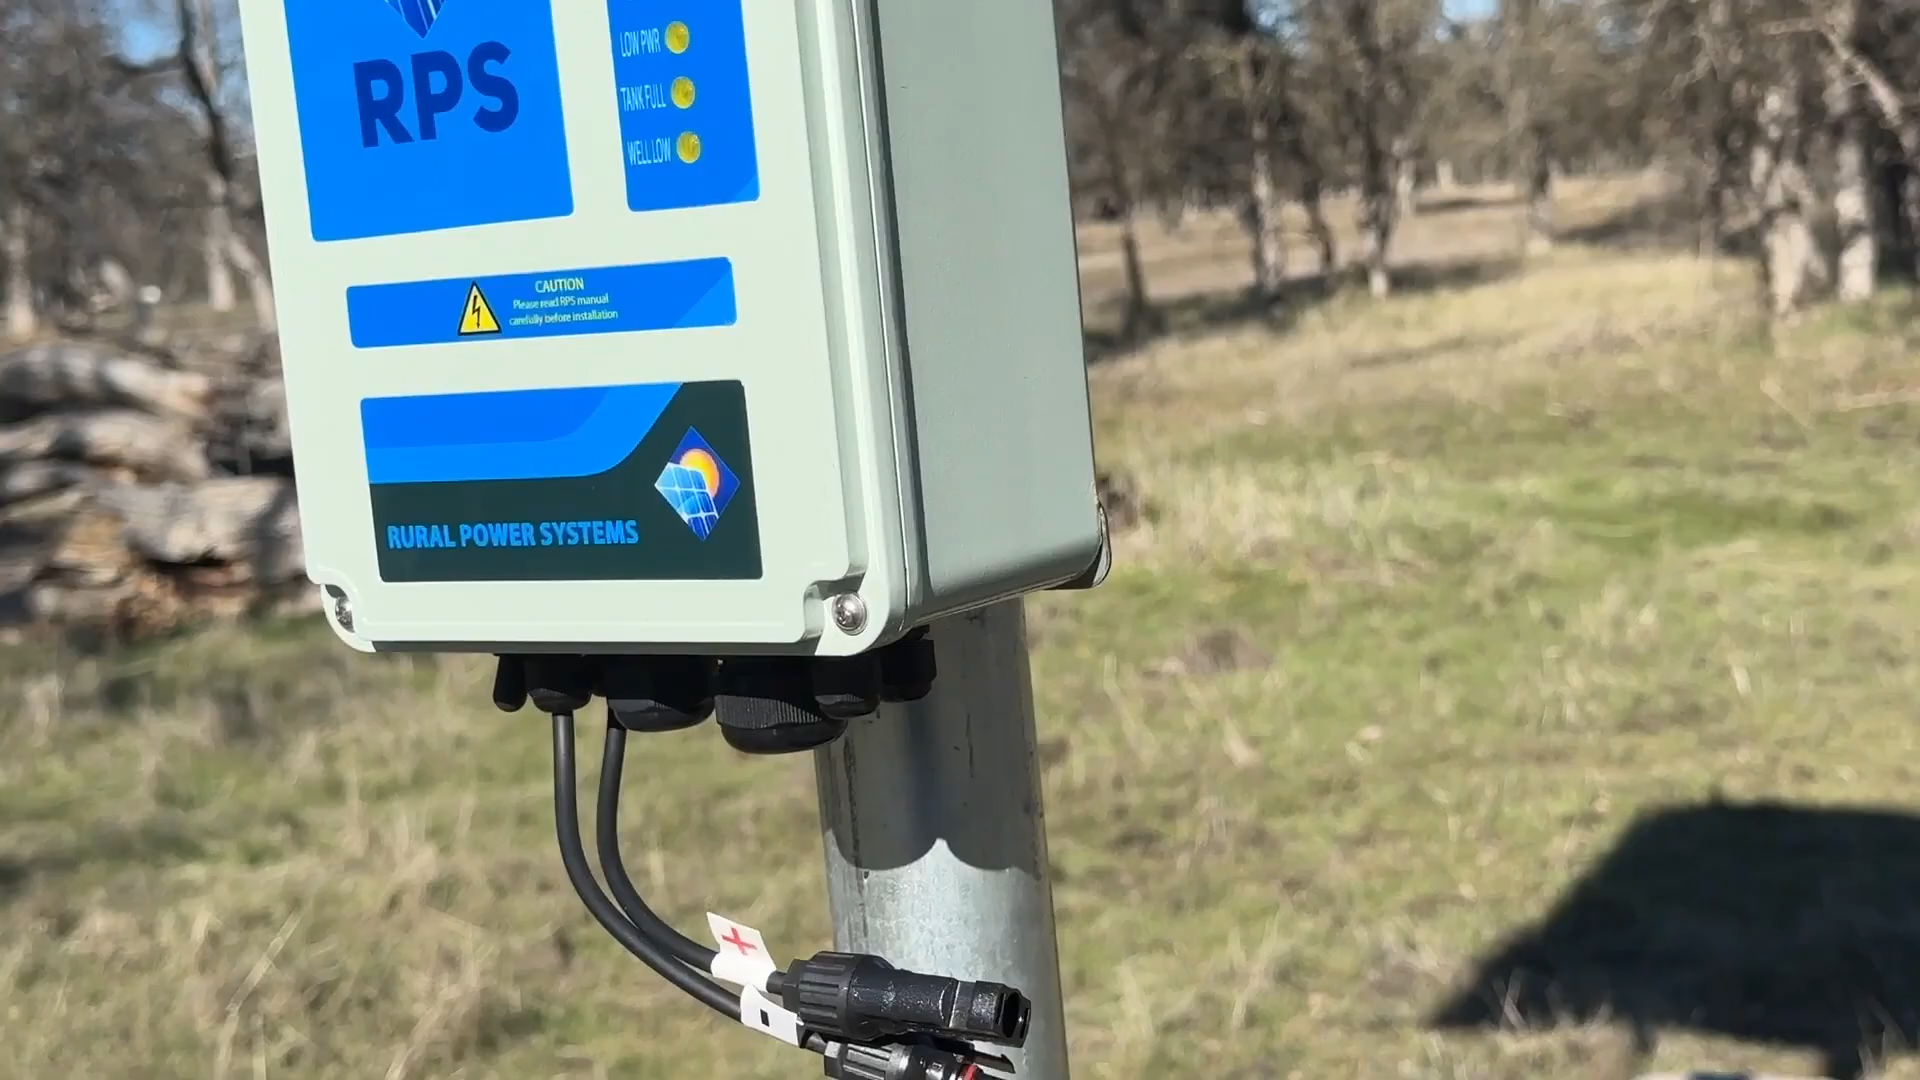 RPS
LOW PWR
TANK FULL
WELL LOW
CAUTION
Please read RPS manual
carefully before installation
RURAL POWER SYSTEMS
+
-